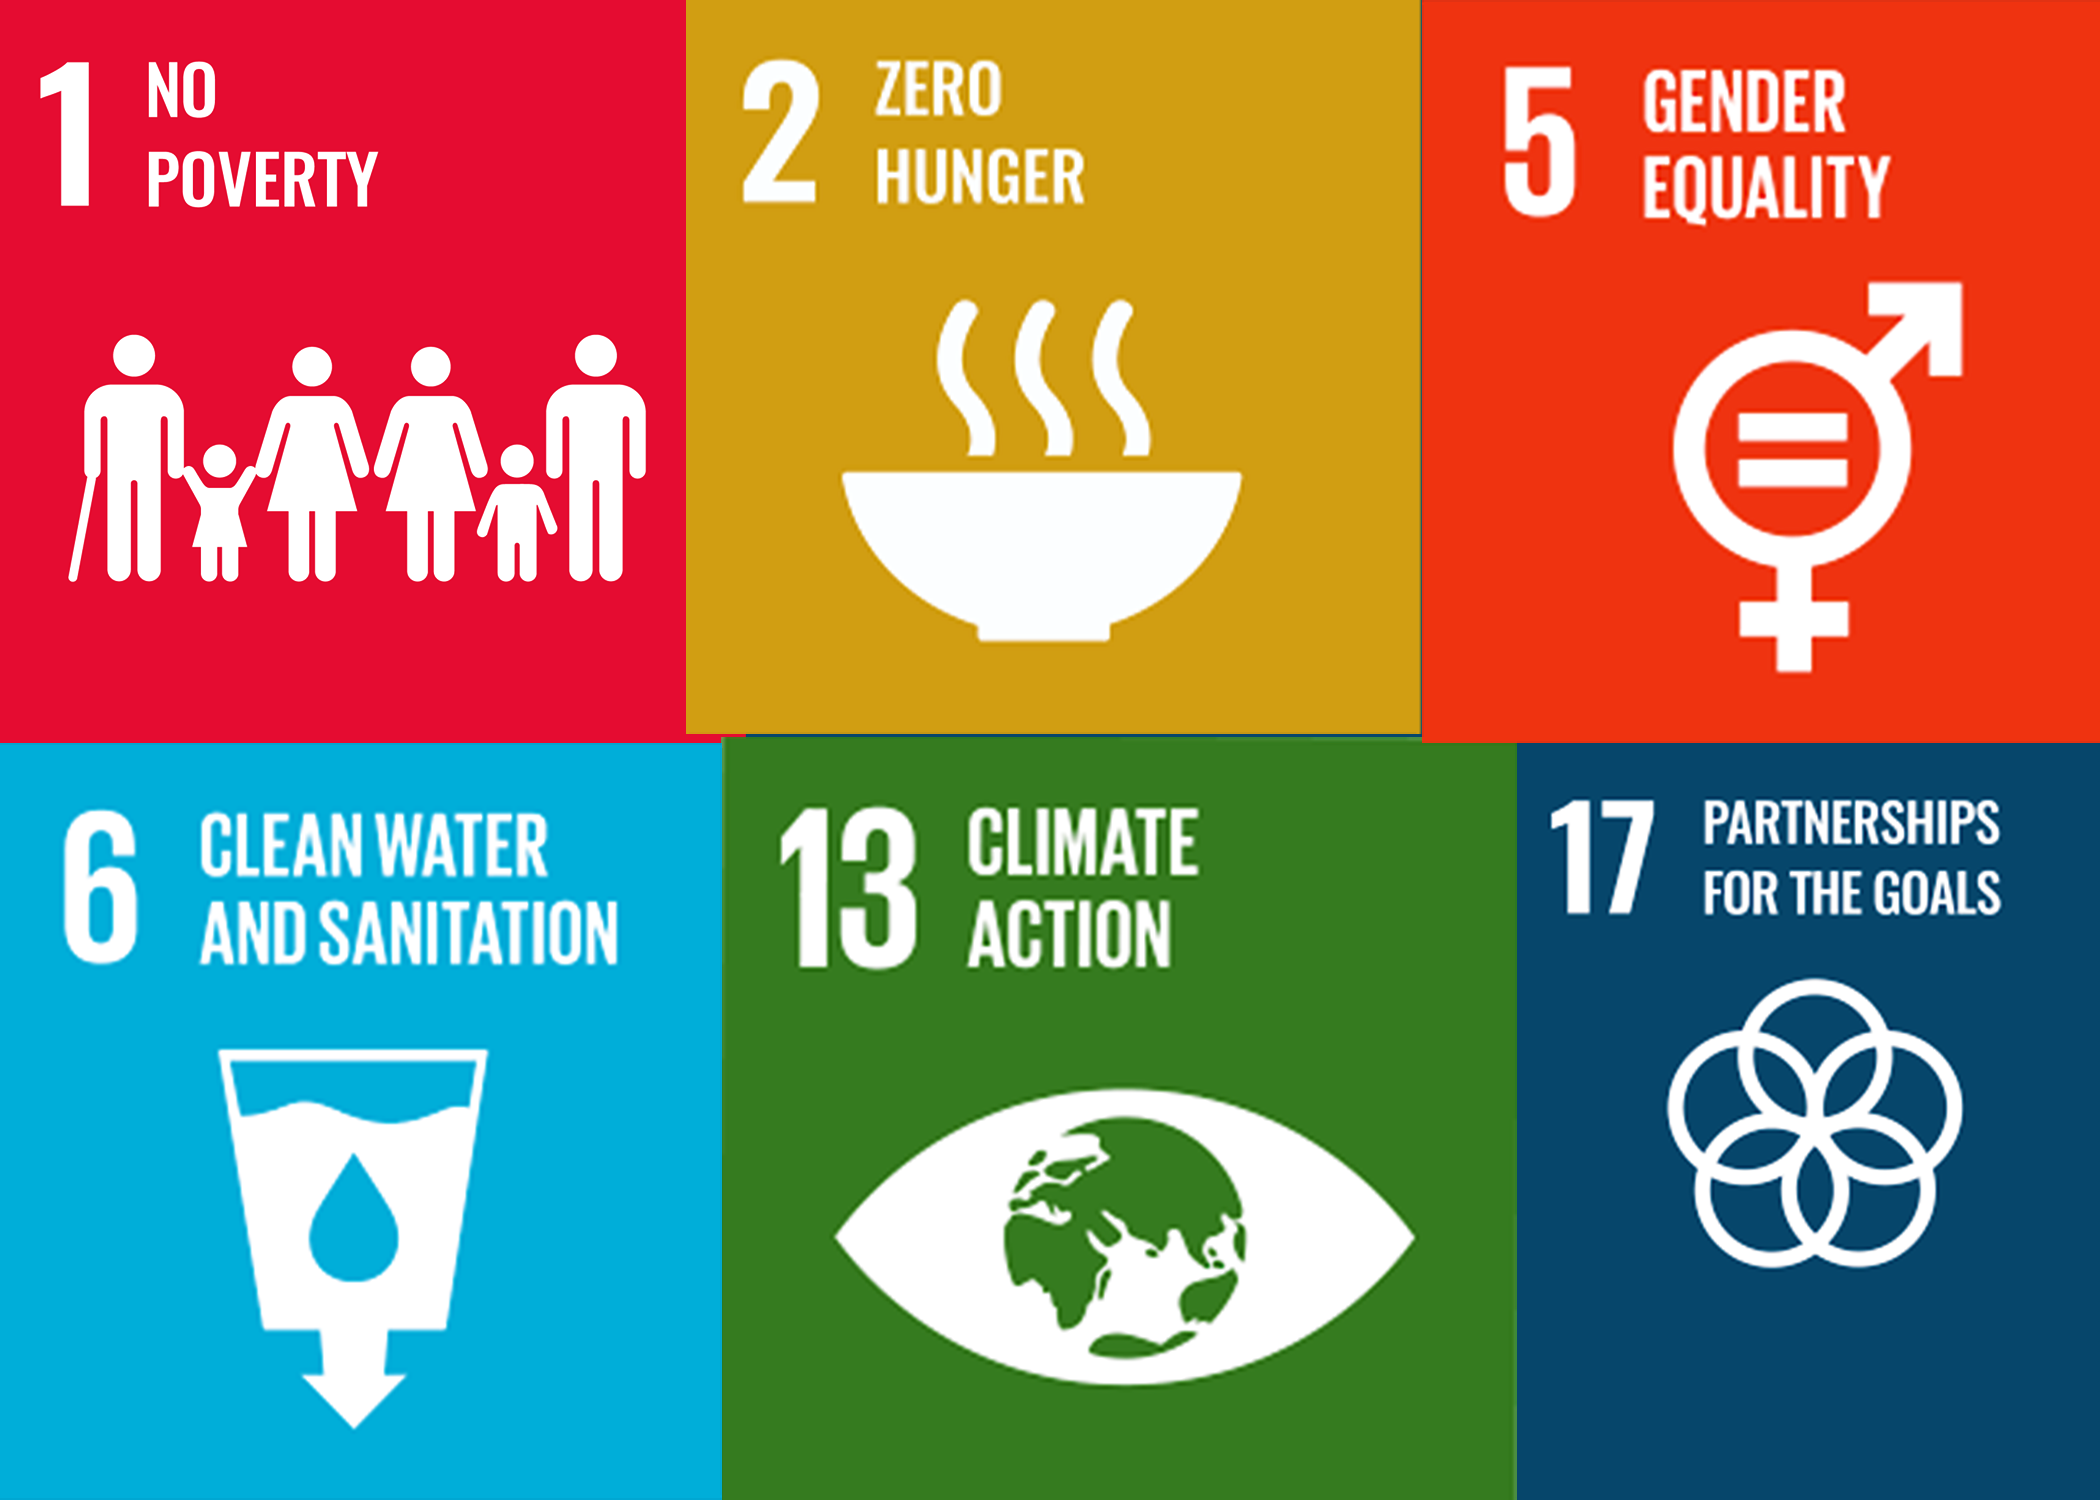 1 NO
POVERTY
2 ZERO
HUNGER
5 GENDER
EQUALITY
6 CLEAN WATER
AND SANITATION
13 CLIMATE
ACTION
17 PARTNERSHIPS
FOR THE GOALS